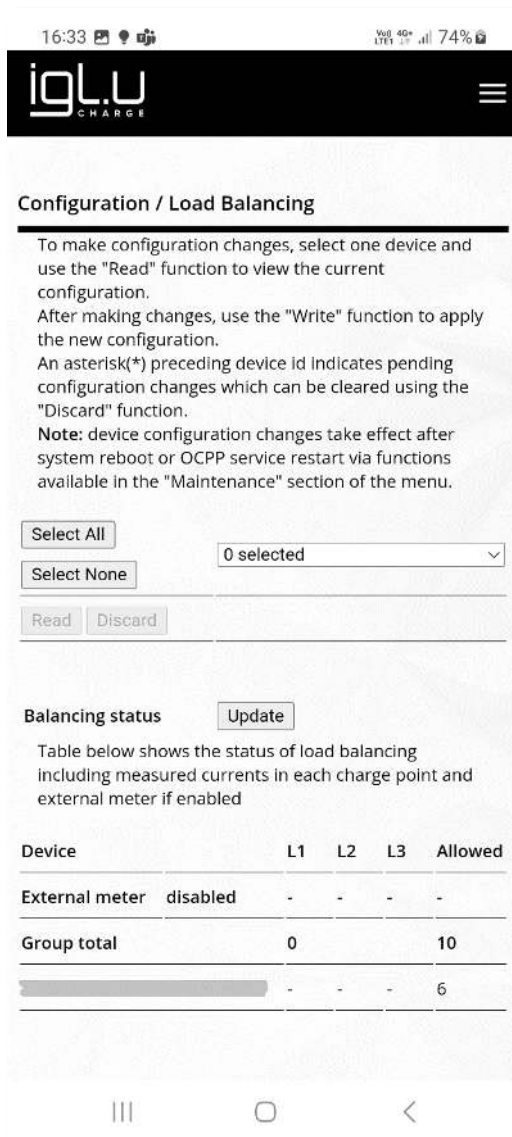 16:33
Vo)) 4G+ 74%
LTE1
igL.U
CHARGE
Configuration / Load Balancing
To make configuration changes, select one device and
use the "Read" function to view the current
configuration.
After making changes, use the "Write" function to apply
the new configuration.
An asterisk(*) preceding device id indicates pending
configuration changes which can be cleared using the
"Discard" function.
Note: device configuration changes take effect after
system reboot or OCPP service restart via functions
available in the "Maintenance" section of the menu.
Select All
0 selected
Select None
Read Discard
Balancing status Update
Table below shows the status of load balancing
including measured currents in each charge point and
external meter if enabled
Device L1 L2 L3 Allowed
External meter disabled - - - -
Group total 0 10
- - - 6